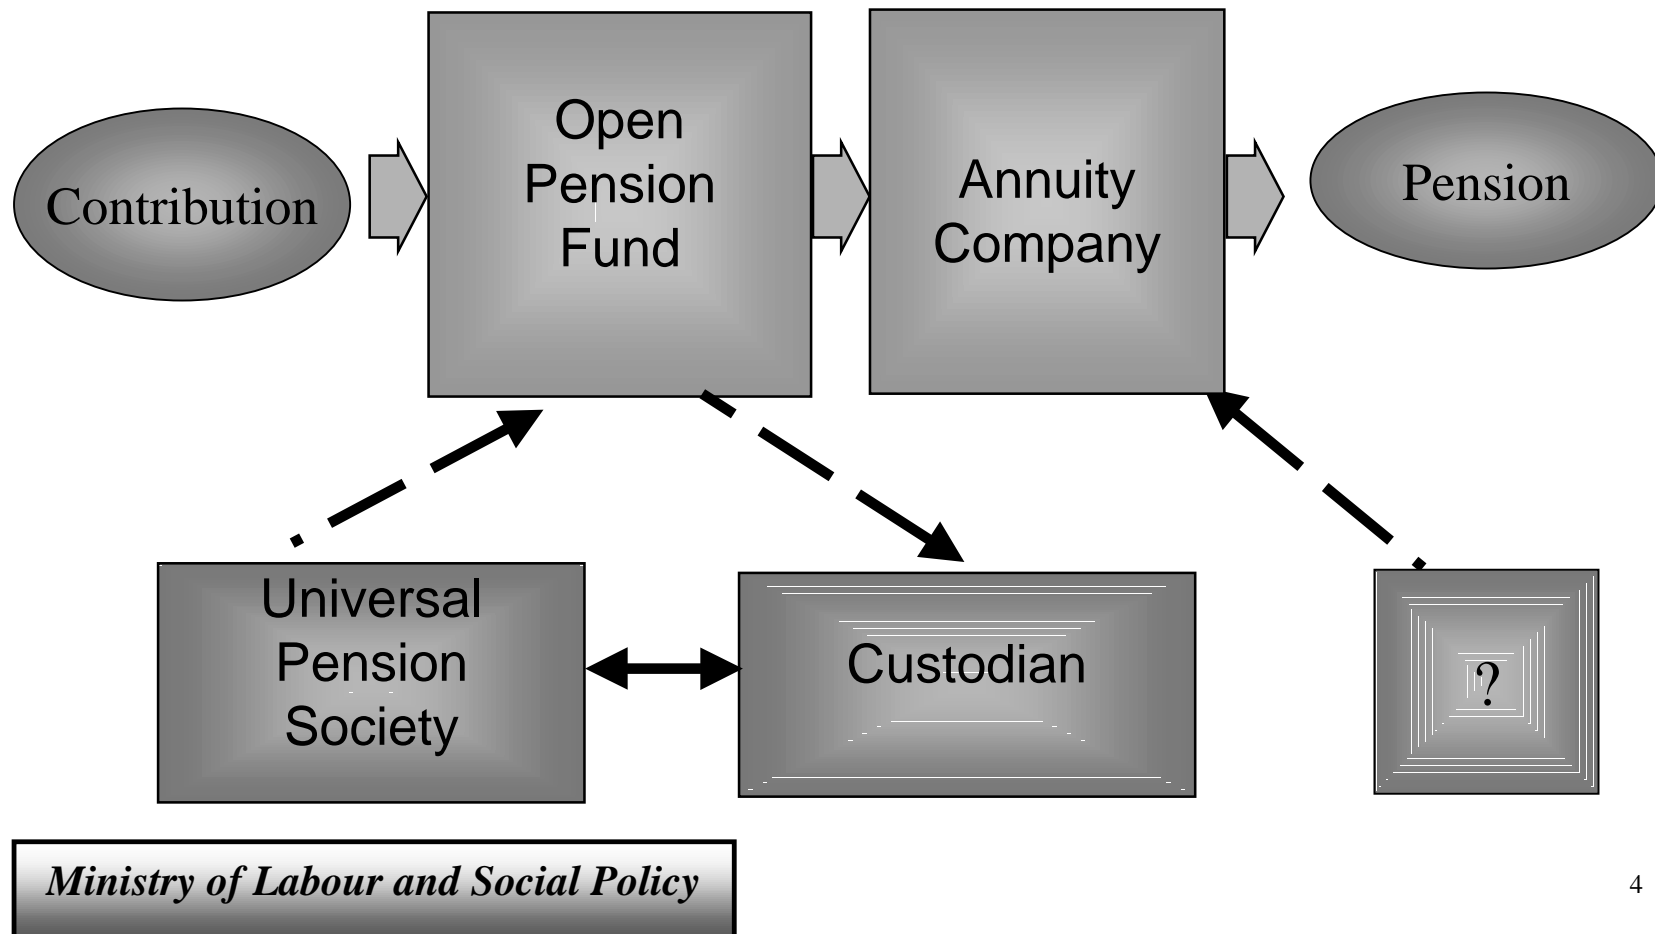 Contribution
Open
Pension
Fund
Annuity
Company
Pension
Universal
Pension
Society
Custodian
?
Ministry of Labour and Social Policy
4